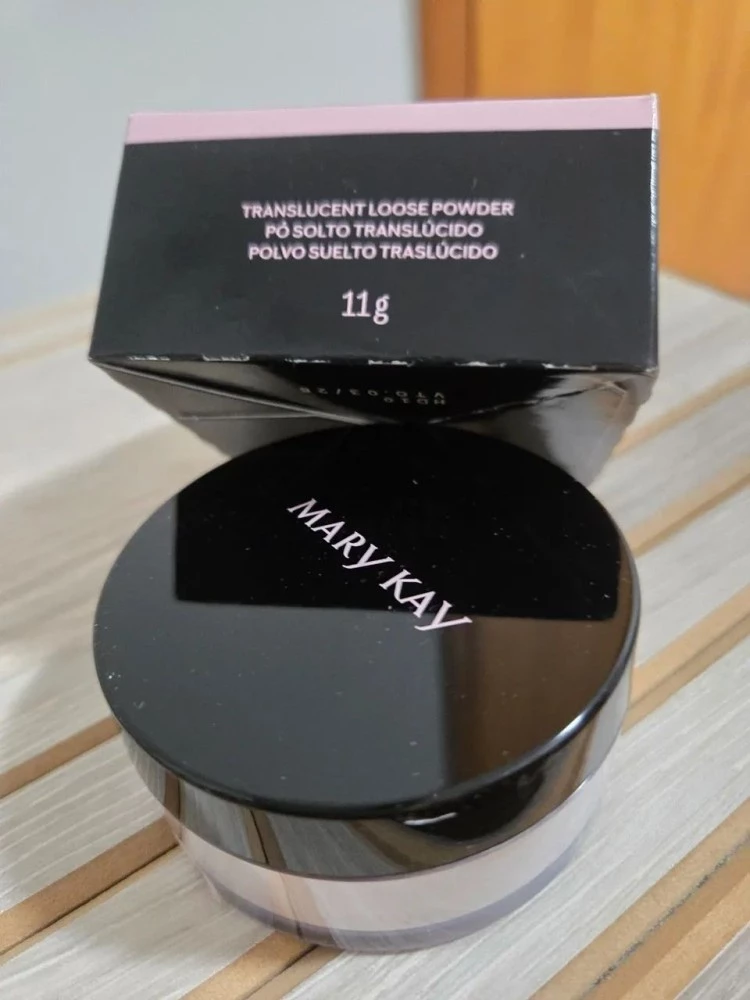 TRANSLUCENT LOOSE POWDER
PÓ SOLTO TRANSLÚCIDO
POLVO SUELTO TRASLÚCIDO
11g
MARY KAY